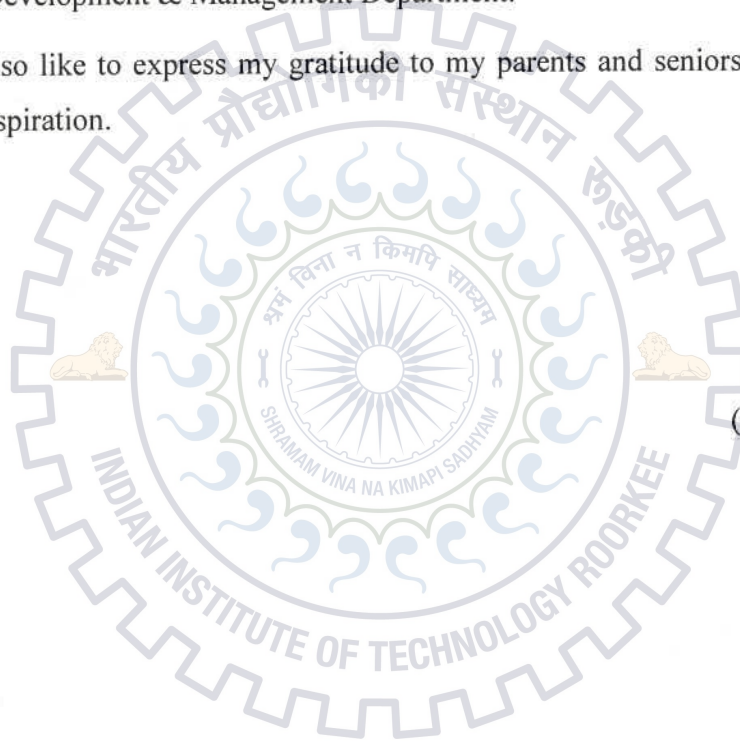 evelopment & Management Department.
so like to express my gratitude to my parents and seniors
spiration.
भारतीय प्रौद्योगिकी संस्थान रुड़की
श्रमं विना न किमपि साध्यम
SHRAMAM VINA NA KIMAPI SADHYAM
(
INDIAN INSTITUTE OF TECHNOLOGY ROORKEE